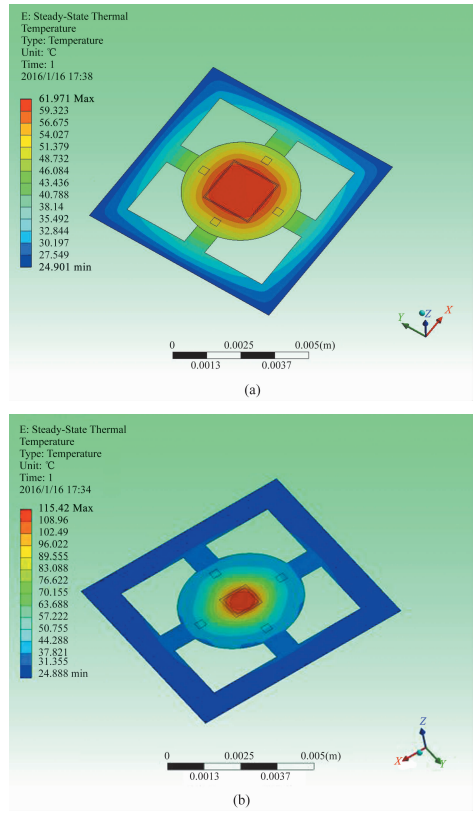 E: Steady-State Thermal
Temperature
Type: Temperature
Unit: ℃
Time: 1
2016/1/16 17:38
61.971 Max
59.323
56.675
54.027
51.379
48.732
46.084
43.436
40.788
38.14
35.492
32.844
30.197
27.549
24.901 min
Y Z X
0 0.0025 0.005(m)
0.0013 0.0037
(a)
E: Steady-State Thermal
Temperature
Type: Temperature
Unit: ℃
Time: 1
2016/1/16 17:34
115.42 Max
108.96
102.49
96.022
89.555
83.088
76.622
70.155
63.688
57.222
50.755
44.288
37.821
31.355
24.888 min
Z
X Y
0 0.0025 0.005(m)
0.0013 0.0037
(b)